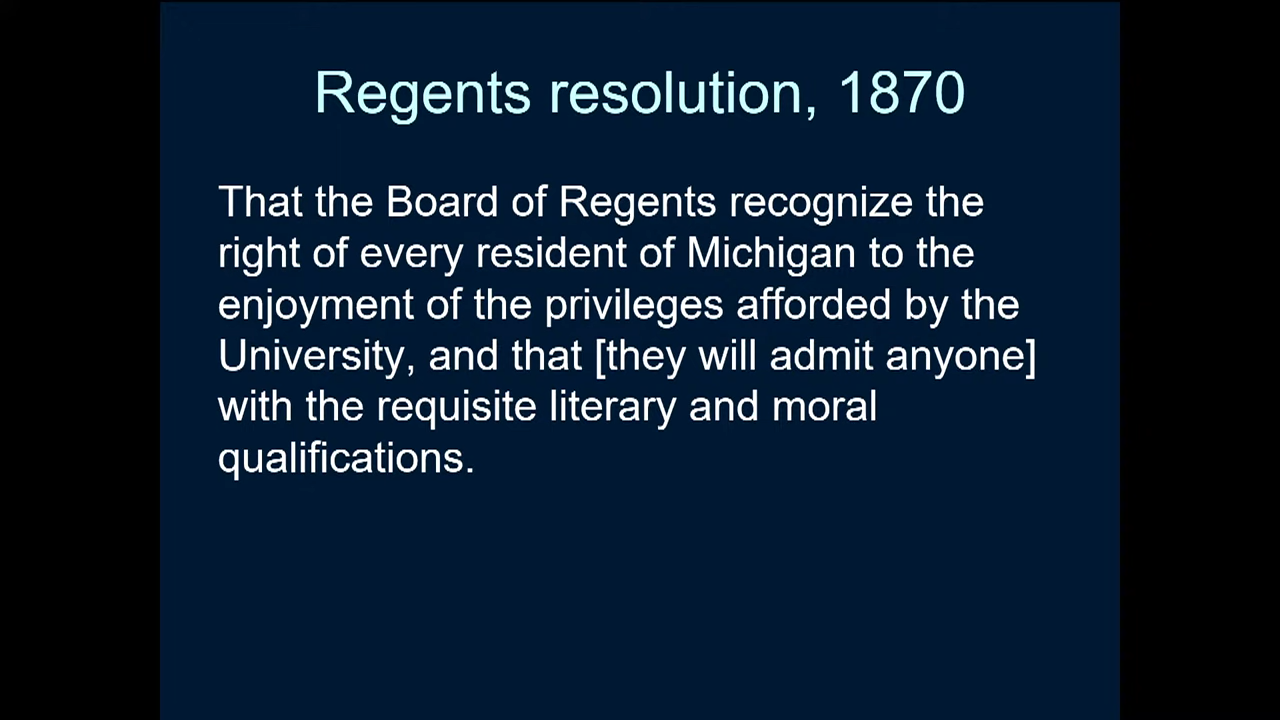 Regents resolution, 1870
That the Board of Regents recognize the
right of every resident of Michigan to the
enjoyment of the privileges afforded by the
University, and that [they will admit anyone]
with the requisite literary and moral
qualifications.